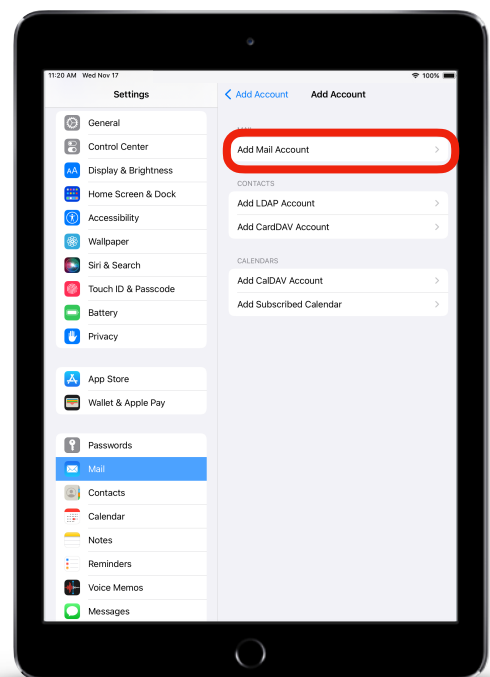 11:20 AM Wed Nov 17
100%
Settings
Add Account
Add Account
General
Control Center
AA
Display & Brightness
Home Screen & Dock
Accessibility
Wallpaper
Siri & Search
Touch ID & Passcode
Battery
Privacy
App Store
Wallet & Apple Pay
Passwords
Mail
Contacts
Calendar
Notes
Reminders
Voice Memos
Messages
Add Mail Account
CONTACTS
Add LDAP Account
Add CardDAV Account
CALENDARS
Add CalDAV Account
Add Subscribed Calendar